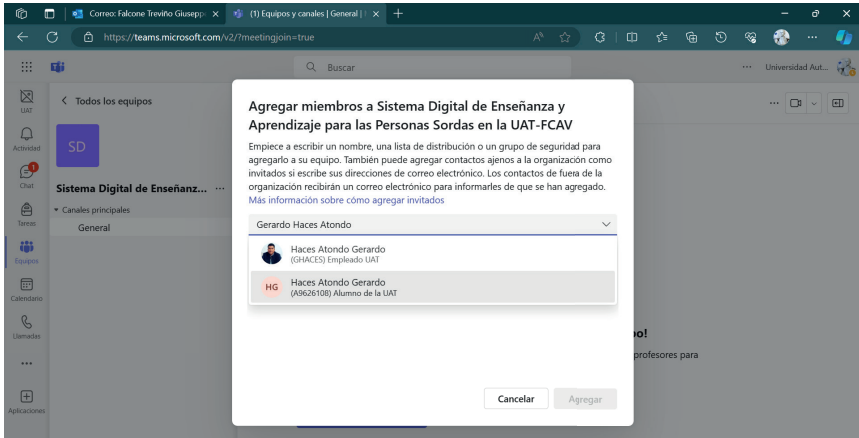 Correo: Falcone Treviño Giusepp
(1) Equipos y canales | General |
https://teams.microsoft.com/v2/?meetingjoin=true
Buscar
Universidad Aut...
UAT
Actividad
Chat
1
Tareas
Equipos
Calendario
Llamadas
Aplicaciones
Todos los equipos
SD
Sistema Digital de Enseñanz... ...
Canales principales
General
Agregar miembros a Sistema Digital de Enseñanza y
Aprendizaje para las Personas Sordas en la UAT-FCAV
Empiece a escribir un nombre, una lista de distribución o un grupo de seguridad para
agregarlo a su equipo. También puede agregar contactos ajenos a la organización como
invitados si escribe sus direcciones de correo electrónico. Los contactos de fuera de la
organización recibirán un correo electrónico para informarles de que se han agregado.
Más información sobre cómo agregar invitados
Gerardo Haces Atondo
Haces Atondo Gerardo
(GHACES) Empleado UAT
HG
Haces Atondo Gerardo
(A9626108) Alumno de la UAT
po!
profesores para
Cancelar Agregar